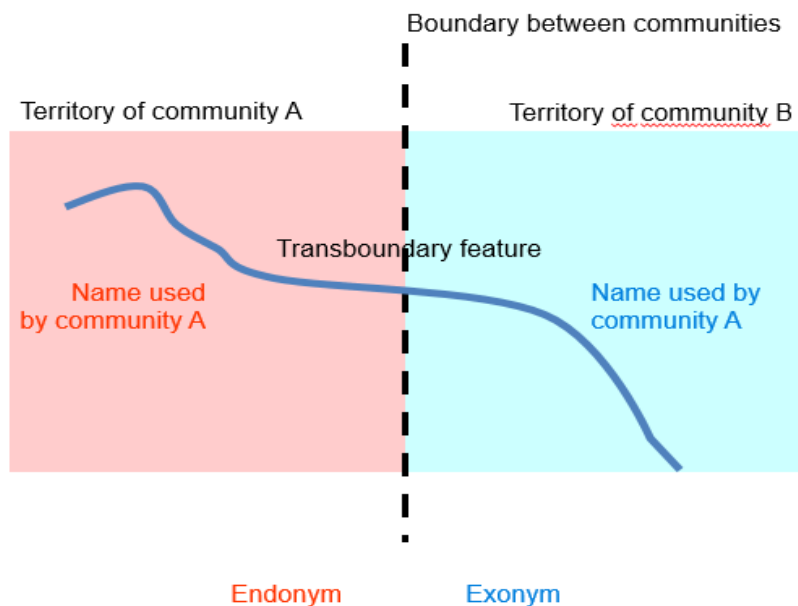 Boundary between communities
Territory of community A
Territory of community B
Transboundary feature
Name used
by community A
Name used by
community A
Endonym
Exonym